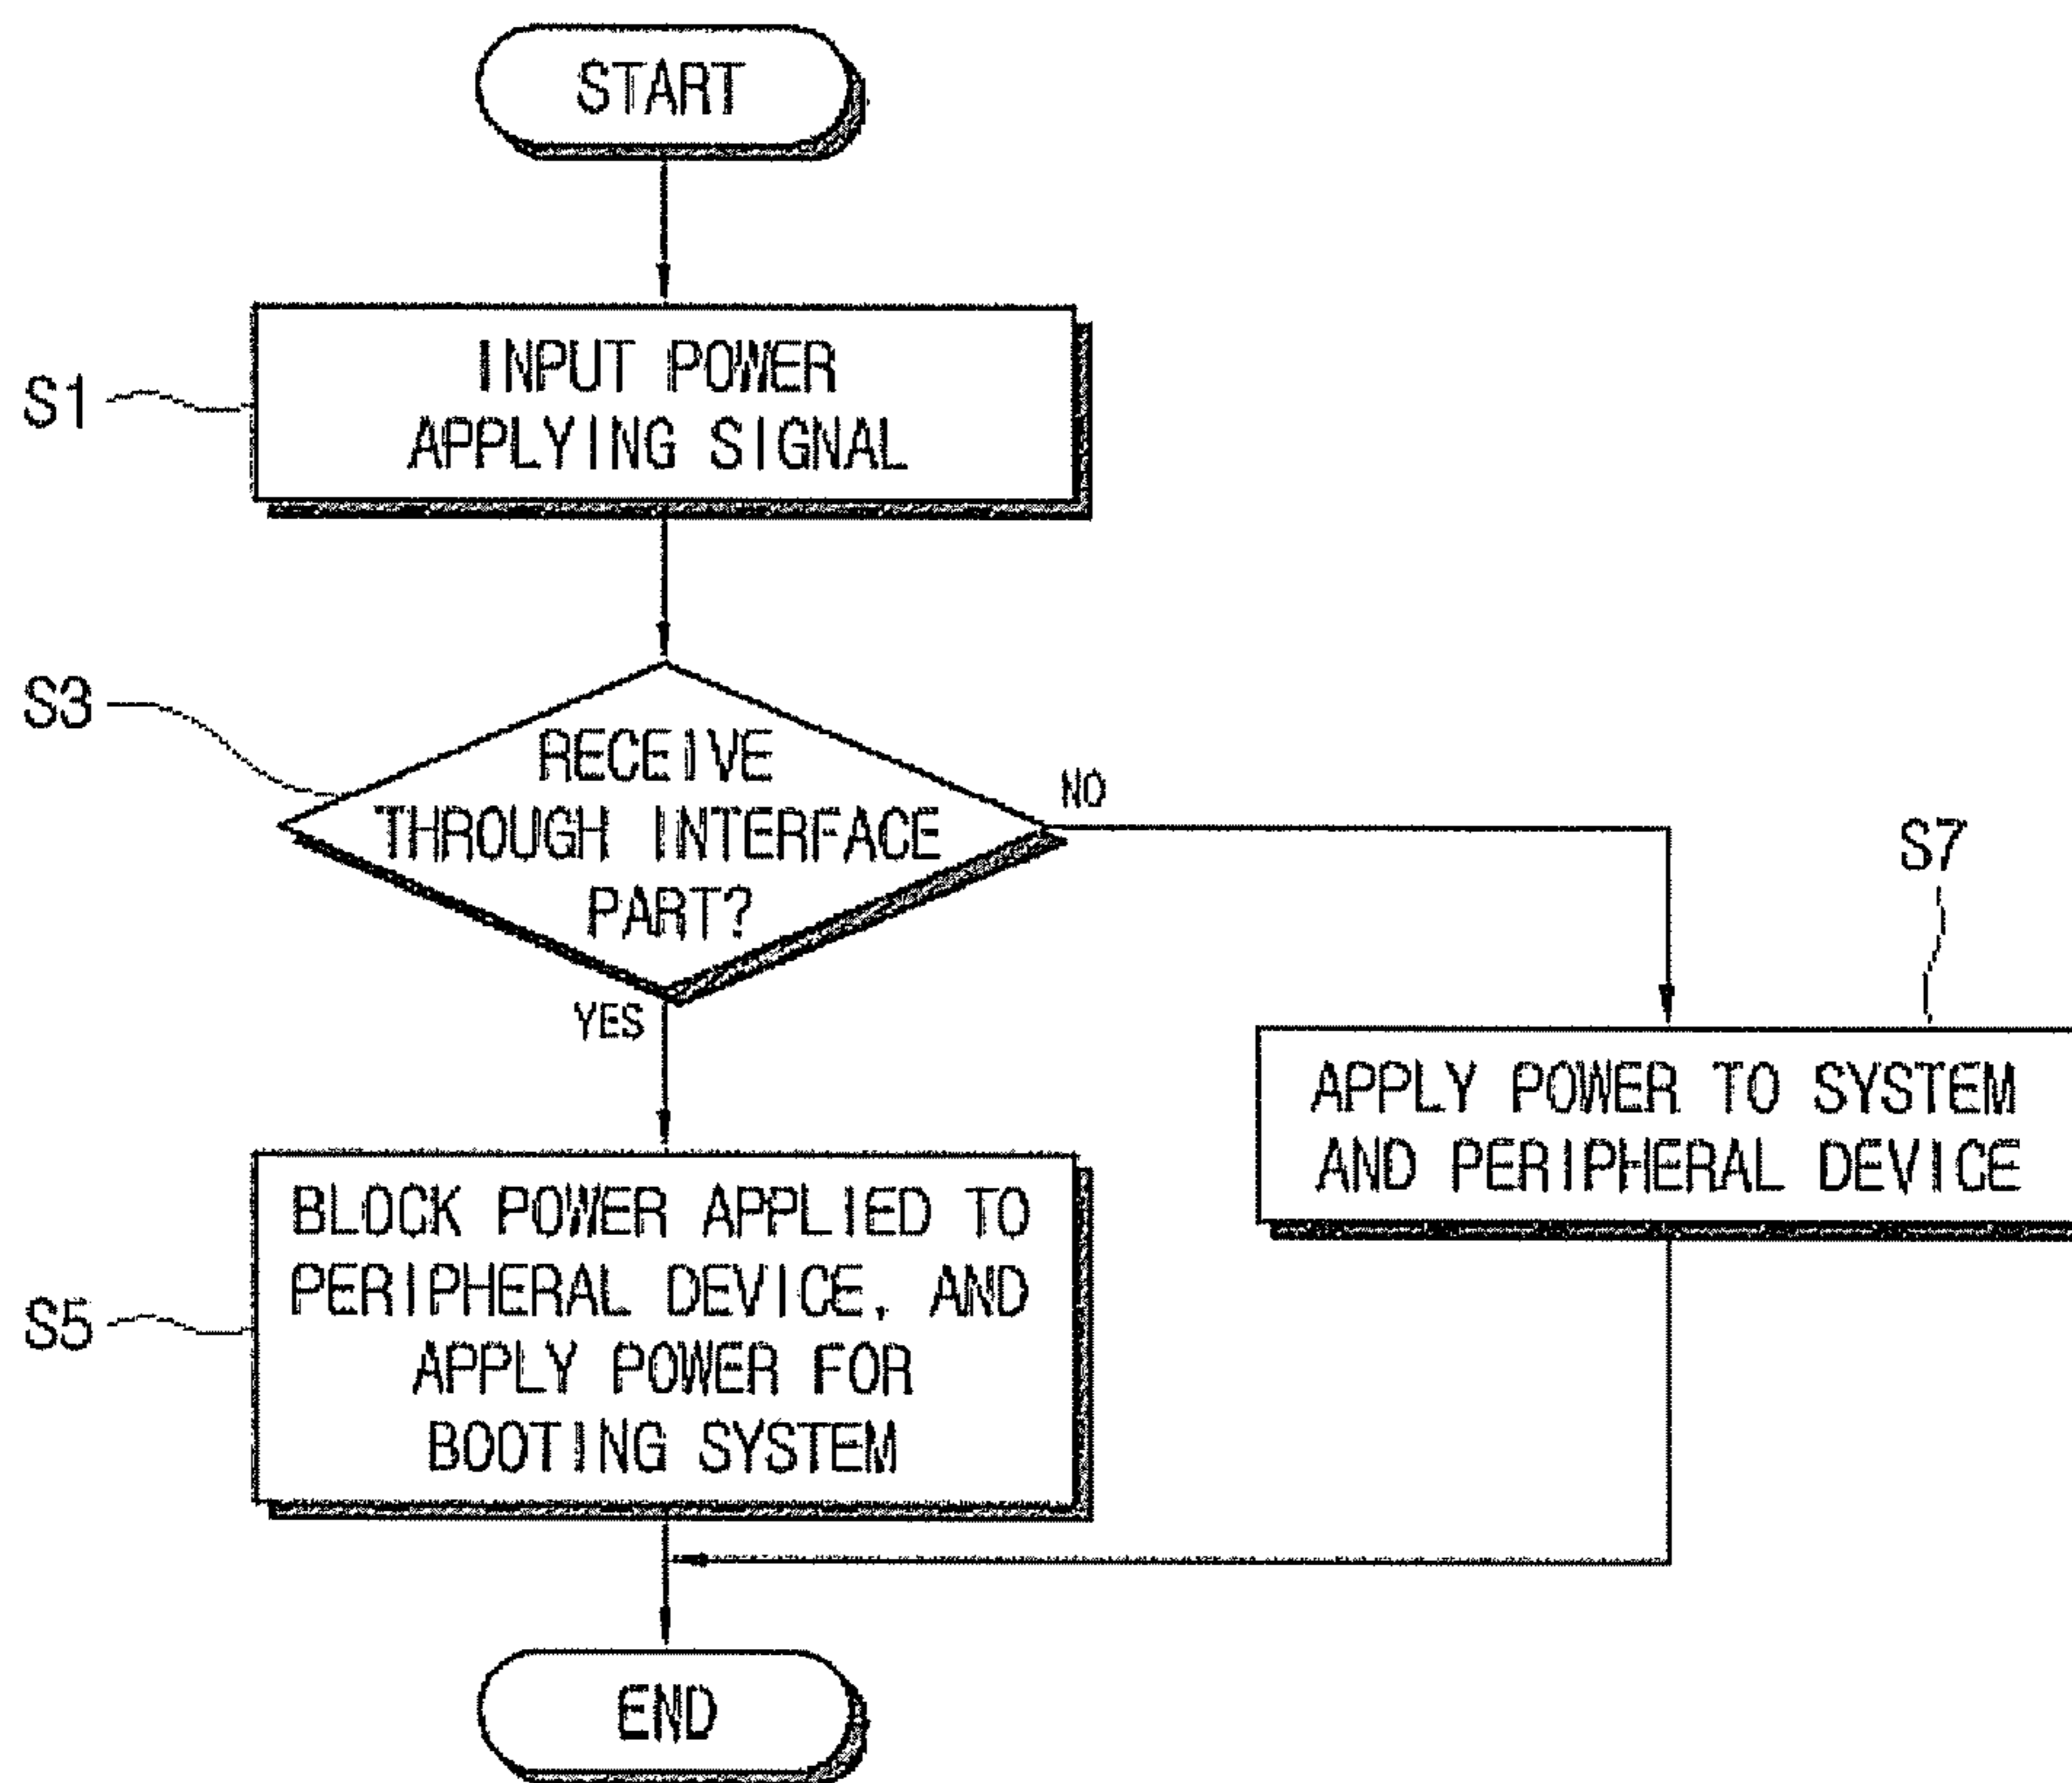 START
S1
INPUT POWER
APPLYING SIGNAL
S3
RECEIVE
THROUGH INTERFACE
PART?
NO
YES
S7
APPLY POWER TO SYSTEM
AND PERIPHERAL DEVICE
S5
BLOCK POWER APPLIED TO
PERIPHERAL DEVICE, AND
APPLY POWER FOR
BOOTING SYSTEM
END